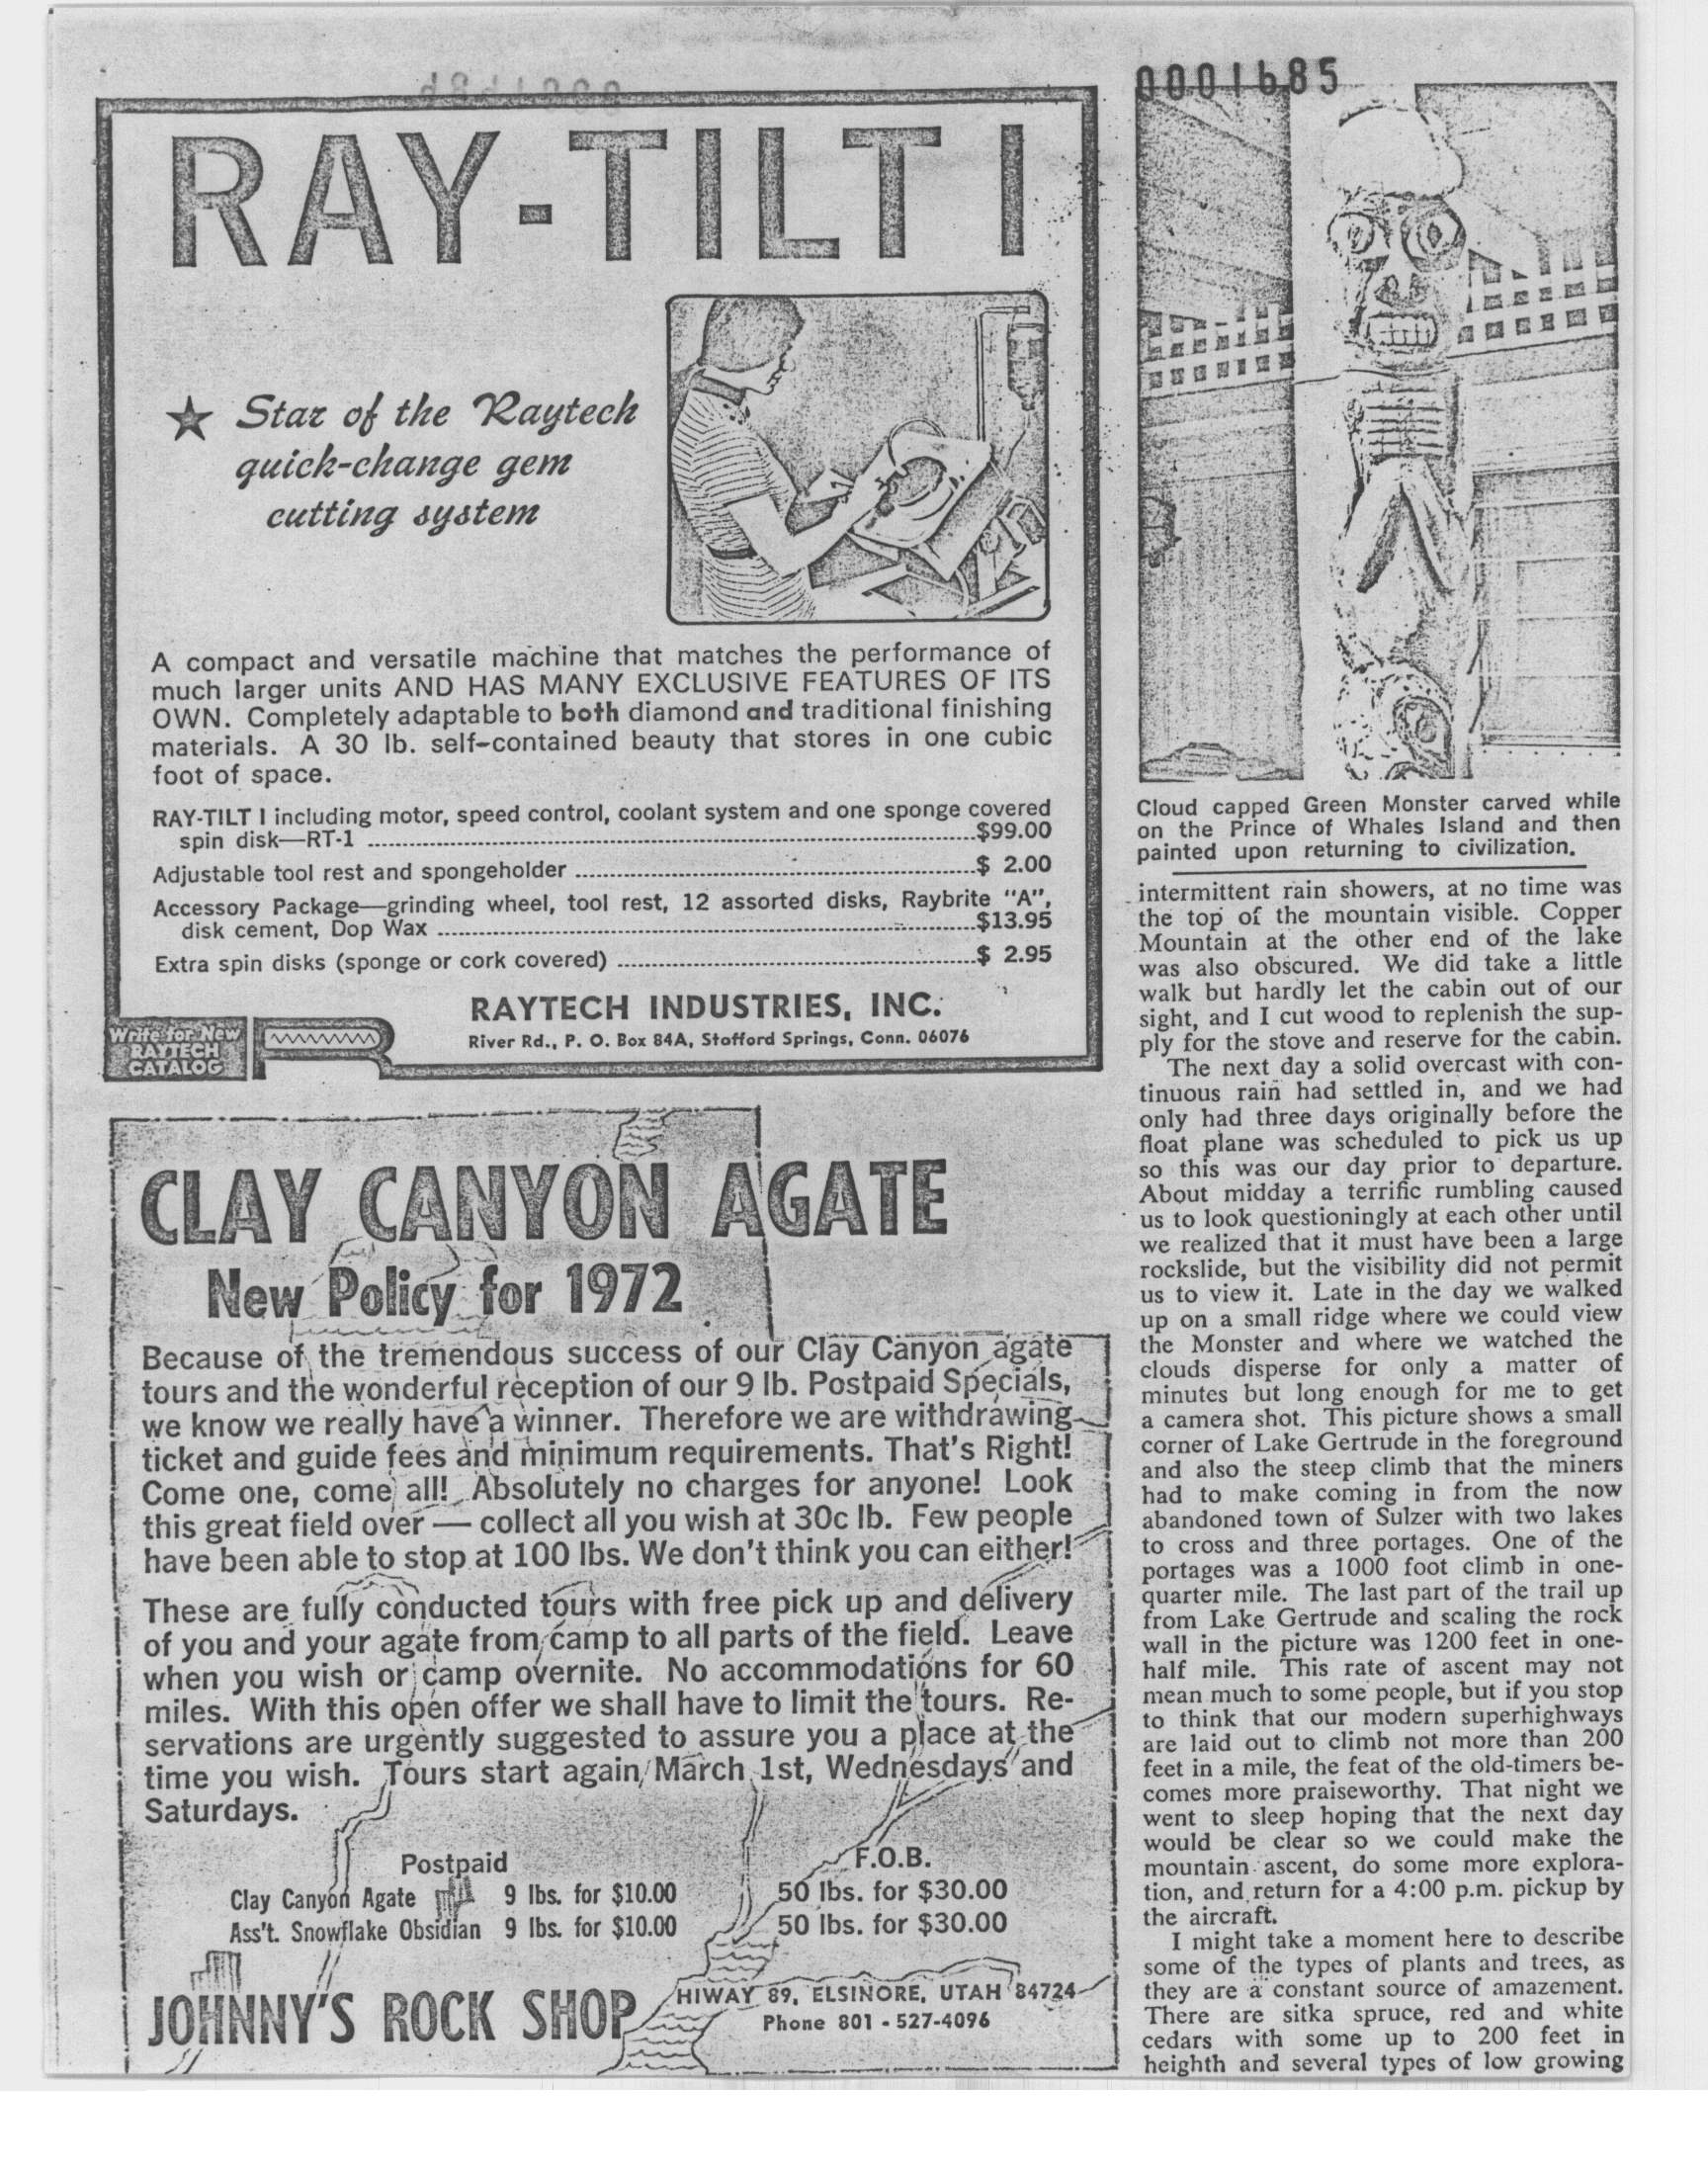 0001685
RAY-TILT I
★ Star of the Raytech
quick-change gem
cutting system
A compact and versatile machine that matches the performance of
much larger units AND HAS MANY EXCLUSIVE FEATURES OF ITS
OWN. Completely adaptable to both diamond and traditional finishing
materials. A 30 lb. self-contained beauty that stores in one cubic
foot of space.
RAY-TILT I including motor, speed control, coolant system and one sponge covered
spin disk—RT-1 ........ $99.00
Adjustable tool rest and spongeholder ........ $ 2.00
Accessory Package—grinding wheel, tool rest, 12 assorted disks, Raybrite "A",
disk cement, Dop Wax ........ $13.95
Extra spin disks (sponge or cork covered) ........ $ 2.95
RAYTECH INDUSTRIES, INC.
River Rd., P. O. Box 84A, Stofford Springs, Conn. 06076
Write for New
RAYTECH
CATALOG
CLAY CANYON AGATE
New Policy for 1972
Because of the tremendous success of our Clay Canyon agate
tours and the wonderful reception of our 9 lb. Postpaid Specials,
we know we really have a winner. Therefore we are withdrawing
ticket and guide fees and minimum requirements. That's Right!
Come one, come all! Absolutely no charges for anyone! Look
this great field over — collect all you wish at 30c lb. Few people
have been able to stop at 100 lbs. We don't think you can either!
These are fully conducted tours with free pick up and delivery
of you and your agate from camp to all parts of the field. Leave
when you wish or camp overnite. No accommodations for 60
miles. With this open offer we shall have to limit the tours. Re-
servations are urgently suggested to assure you a place at the
time you wish. Tours start again March 1st, Wednesdays and
Saturdays.
Postpaid F.O.B.
Clay Canyon Agate 9 lbs. for $10.00 50 lbs. for $30.00
Ass't. Snowflake Obsidian 9 lbs. for $10.00 50 lbs. for $30.00
JOHNNY'S ROCK SHOP
HIWAY 89, ELSINORE, UTAH 84724
Phone 801 - 527-4096
Cloud capped Green Monster carved while
on the Prince of Whales Island and then
painted upon returning to civilization.
intermittent rain showers, at no time was
the top of the mountain visible. Copper
Mountain at the other end of the lake
was also obscured. We did take a little
walk but hardly let the cabin out of our
sight, and I cut wood to replenish the sup-
ply for the stove and reserve for the cabin.
The next day a solid overcast with con-
tinuous rain had settled in, and we had
only had three days originally before the
float plane was scheduled to pick us up
so this was our day prior to departure.
About midday a terrific rumbling caused
us to look questioningly at each other until
we realized that it must have been a large
rockslide, but the visibility did not permit
us to view it. Late in the day we walked
up on a small ridge where we could view
the Monster and where we watched the
clouds disperse for only a matter of
minutes but long enough for me to get
a camera shot. This picture shows a small
corner of Lake Gertrude in the foreground
and also the steep climb that the miners
had to make coming in from the now
abandoned town of Sulzer with two lakes
to cross and three portages. One of the
portages was a 1000 foot climb in one-
quarter mile. The last part of the trail up
from Lake Gertrude and scaling the rock
wall in the picture was 1200 feet in one-
half mile. This rate of ascent may not
mean much to some people, but if you stop
to think that our modern superhighways
are laid out to climb not more than 200
feet in a mile, the feat of the old-timers be-
comes more praiseworthy. That night we
went to sleep hoping that the next day
would be clear so we could make the
mountain ascent, do some more explora-
tion, and return for a 4:00 p.m. pickup by
the aircraft.
I might take a moment here to describe
some of the types of plants and trees, as
they are a constant source of amazement.
There are sitka spruce, red and white
cedars with some up to 200 feet in
heighth and several types of low growing